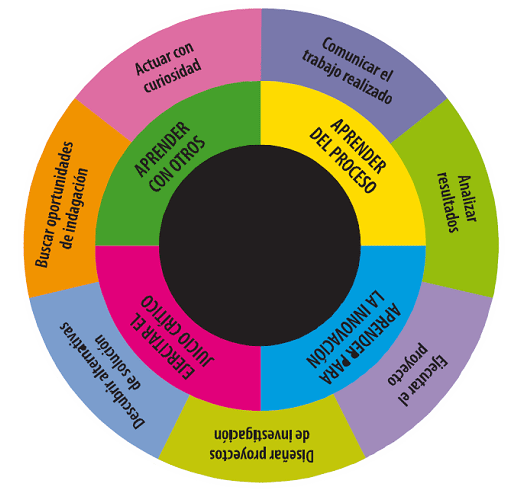 Actuar con
curiosidad
Comunicar el
trabajo realizado
Analizar
resultados
Ejecutar el
proyecto
Diseñar proyectos
de investigación
Descubrir alternativas
de solución
Buscar oportunidades
de indagación
APRENDER
CON OTROS
APRENDER
DEL PROCESO
APRENDER PARA
LA INNOVACIÓN
EJERCITAR EL
JUICIO CRÍTICO